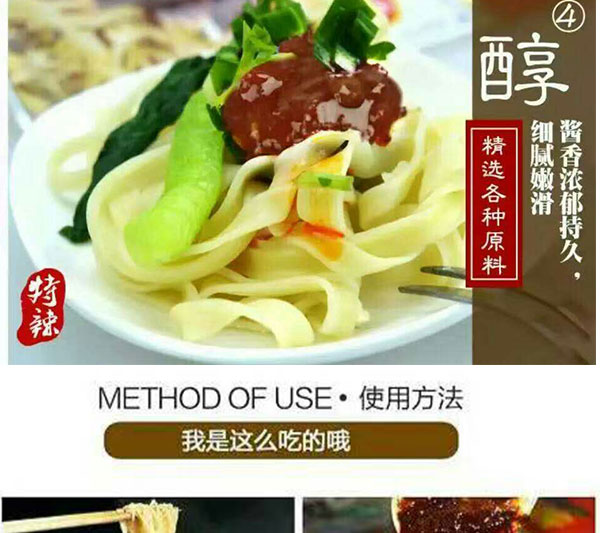 ④
醇
酱香浓郁持久，
细腻嫩滑
精选各种原料
特辣
METHOD OF USE • 使用方法
我是这么吃的哦